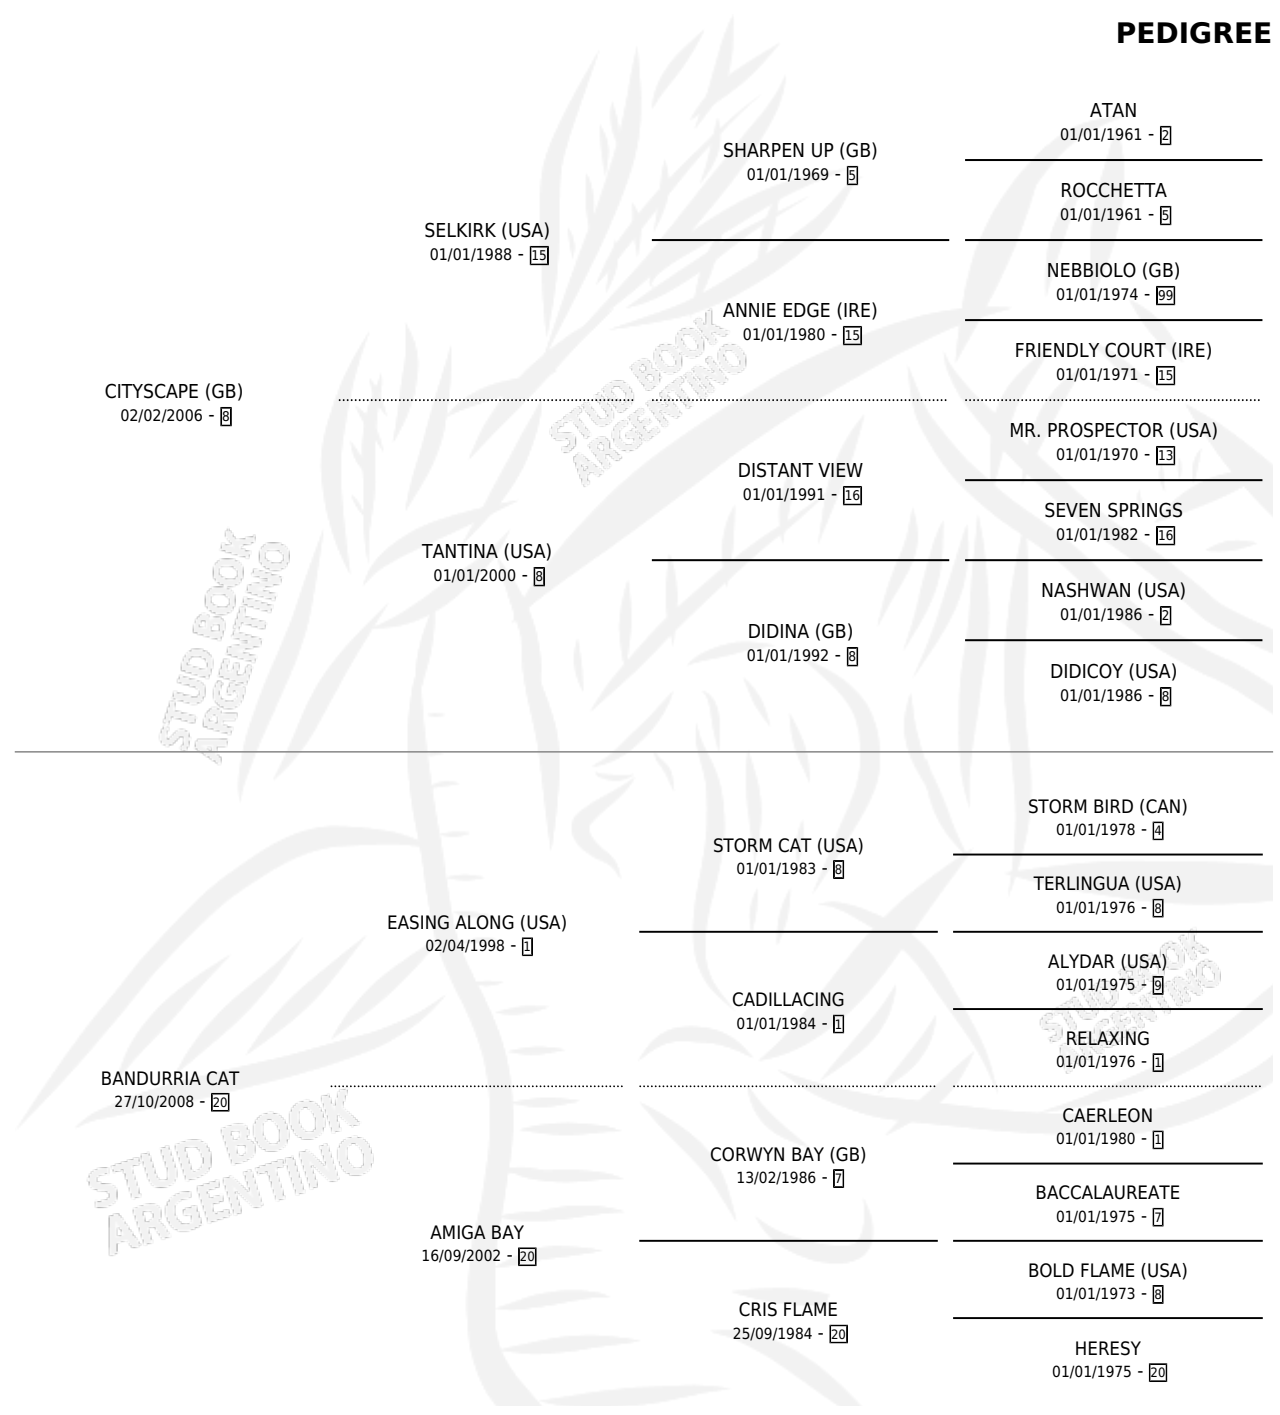 PEDIGREE
ATAN
01/01/1961 - 2
SHARPEN UP (GB)
01/01/1969 - 5
ROCCHETTA
01/01/1961 - 5
SELKIRK (USA)
01/01/1988 - 15
NEBBIOLO (GB)
01/01/1974 - 99
ANNIE EDGE (IRE)
01/01/1980 - 15
FRIENDLY COURT (IRE)
01/01/1971 - 15
CITYSCAPE (GB)
02/02/2006 - 8
STUD BOOK
ARGENTINO
MR. PROSPECTOR (USA)
01/01/1970 - 13
DISTANT VIEW
01/01/1991 - 16
SEVEN SPRINGS
01/01/1982 - 16
TANTINA (USA)
01/01/2000 - 8
NASHWAN (USA)
01/01/1986 - 2
DIDINA (GB)
01/01/1992 - 8
DIDICOY (USA)
01/01/1986 - 8
STUD BOOK
ARGENTINO
STORM BIRD (CAN)
01/01/1978 - 4
STORM CAT (USA)
01/01/1983 - 8
TERLINGUA (USA)
01/01/1976 - 8
EASING ALONG (USA)
02/04/1998 - 1
ALYDAR (USA)
01/01/1975 - 9
CADILLACING
01/01/1984 - 1
STUD BOOK
ARGENTINO
RELAXING
01/01/1976 - 1
BANDURRIA CAT
27/10/2008 - 20
CAERLEON
01/01/1980 - 1
CORWYN BAY (GB)
13/02/1986 - 7
STUD BOOK
ARGENTINO
BACCALAUREATE
01/01/1975 - 7
AMIGA BAY
16/09/2002 - 20
BOLD FLAME (USA)
01/01/1973 - 8
CRIS FLAME
25/09/1984 - 20
HERESY
01/01/1975 - 20